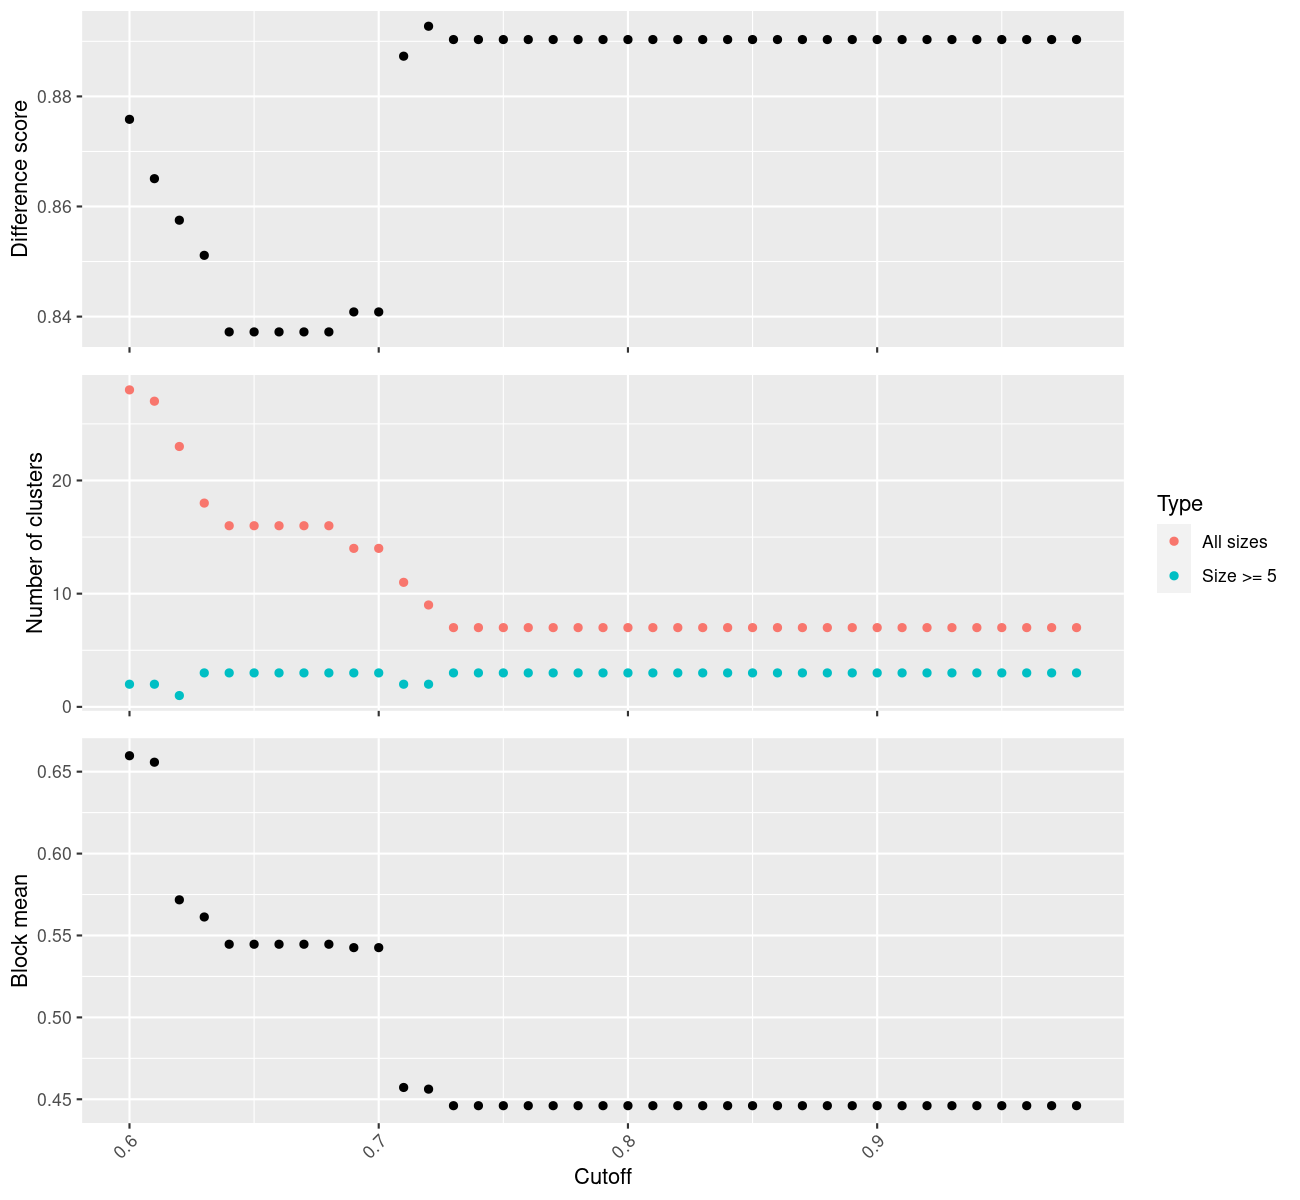 Difference score
0.88
0.86
0.84
Number of clusters
20
10
0
Type
All sizes
Size >= 5
Block mean
0.65
0.60
0.55
0.50
0.45
0.6
0.7
0.8
0.9
Cutoff